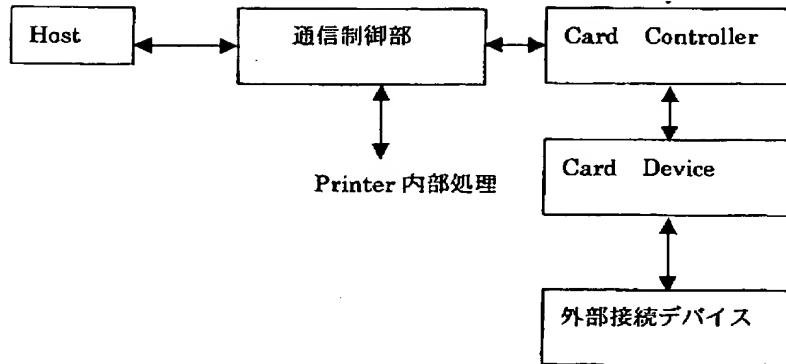 Host
通信制御部
Card Controller
Printer 内部処理
Card Device
外部接続デバイス